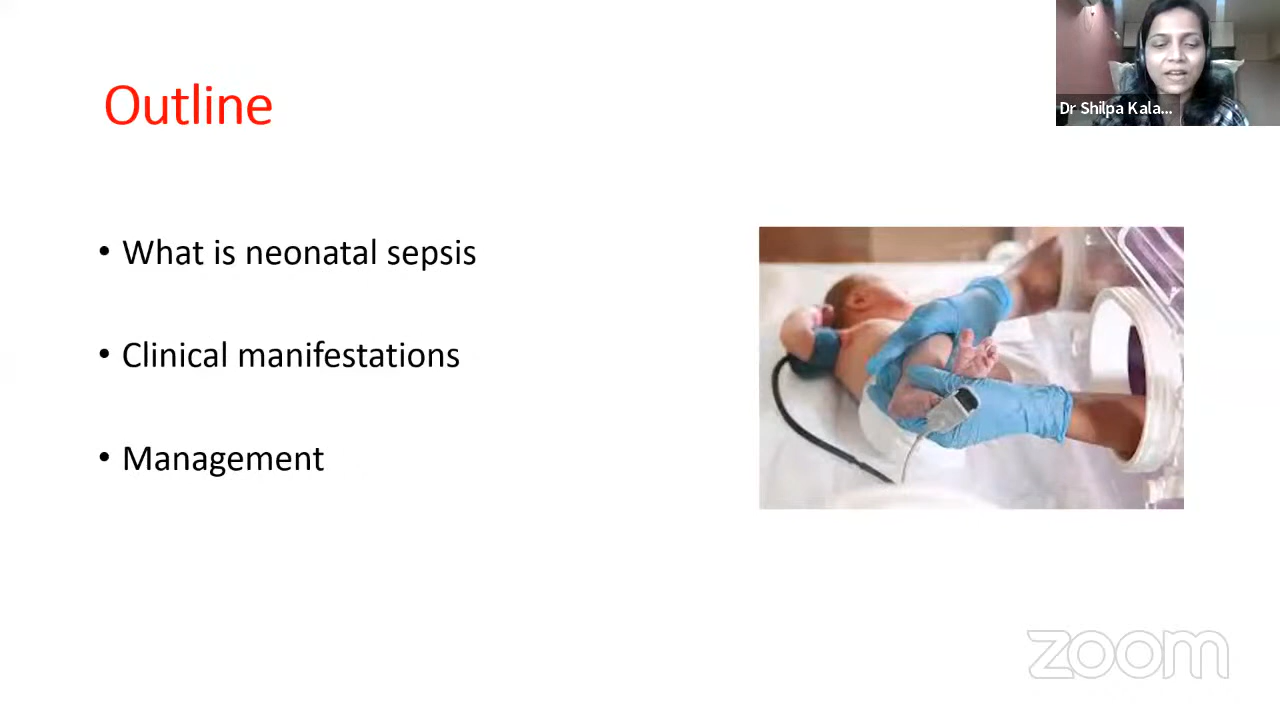 Outline
Dr Shilpa Kala...
• What is neonatal sepsis
• Clinical manifestations
• Management
zoom